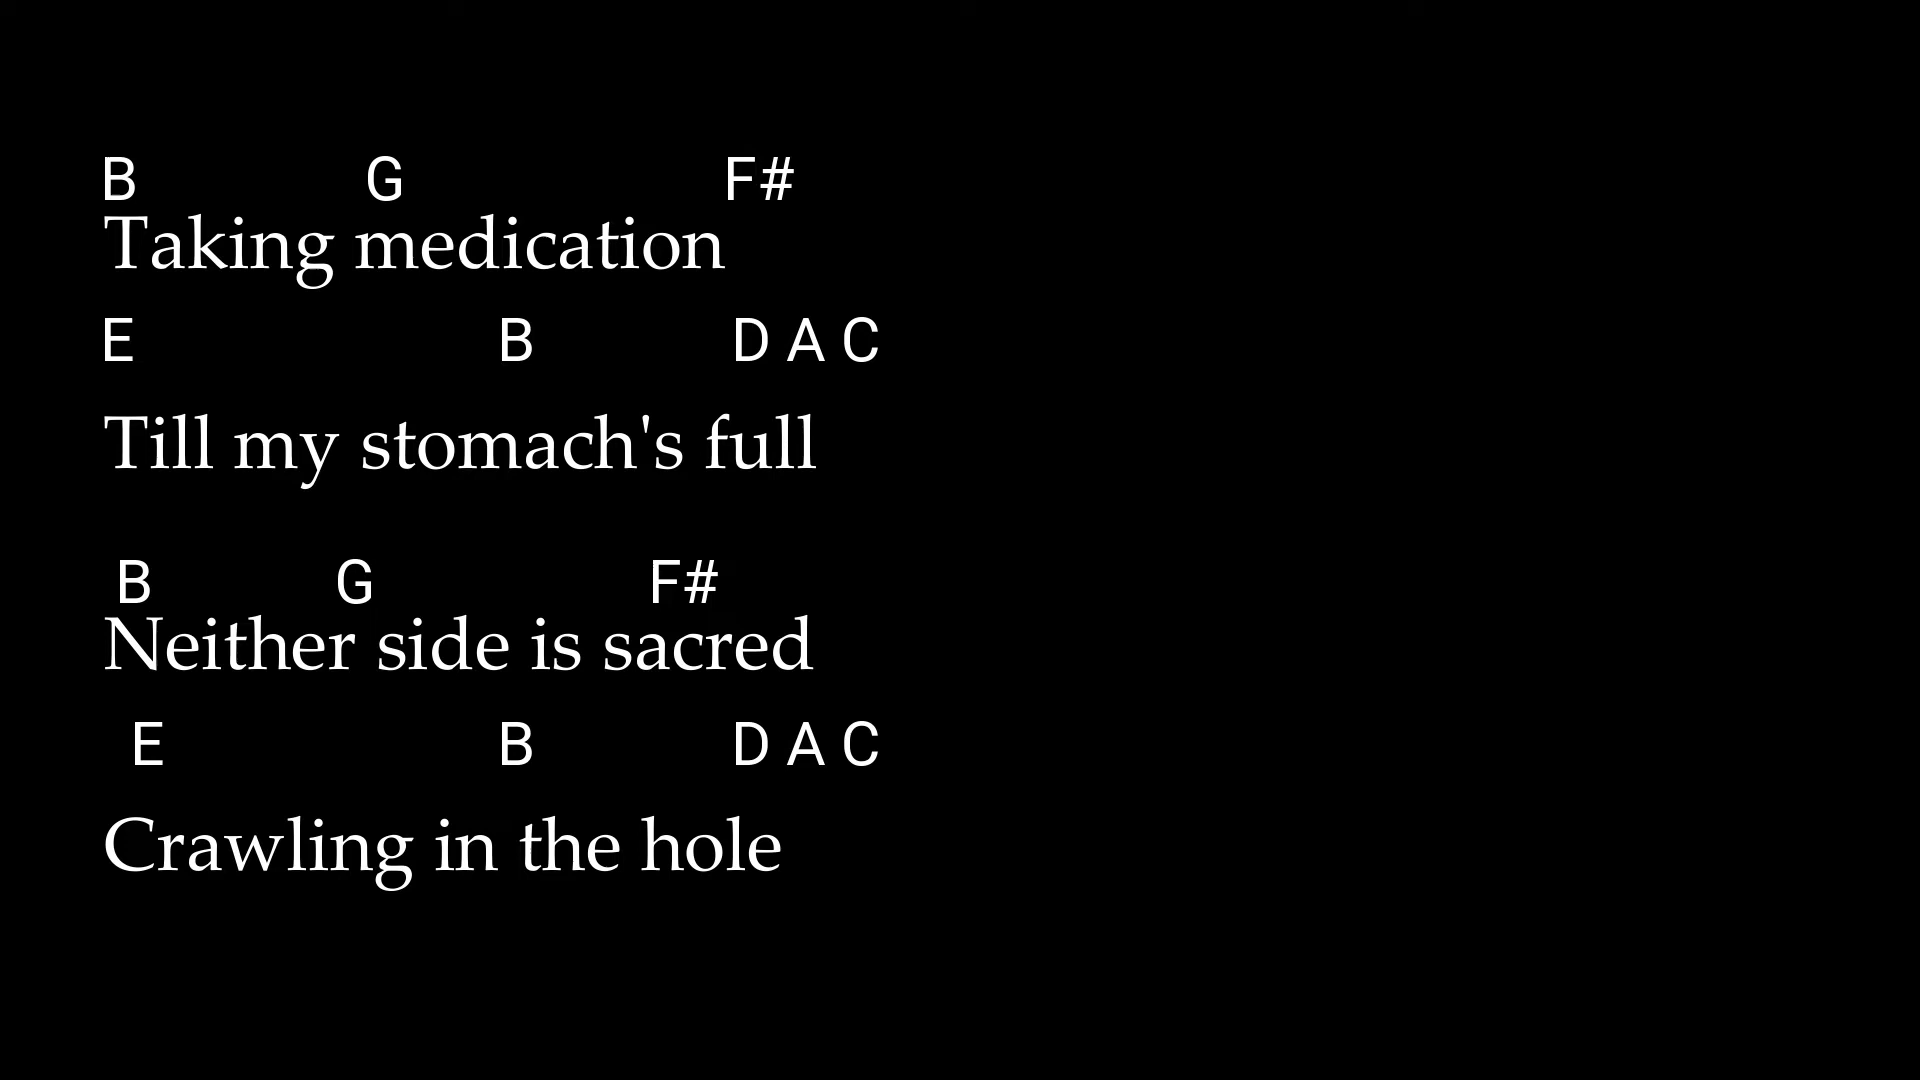 B G F#
Taking medication
E B D A C
Till my stomach's full
B G F#
Neither side is sacred
E B D A C
Crawling in the hole